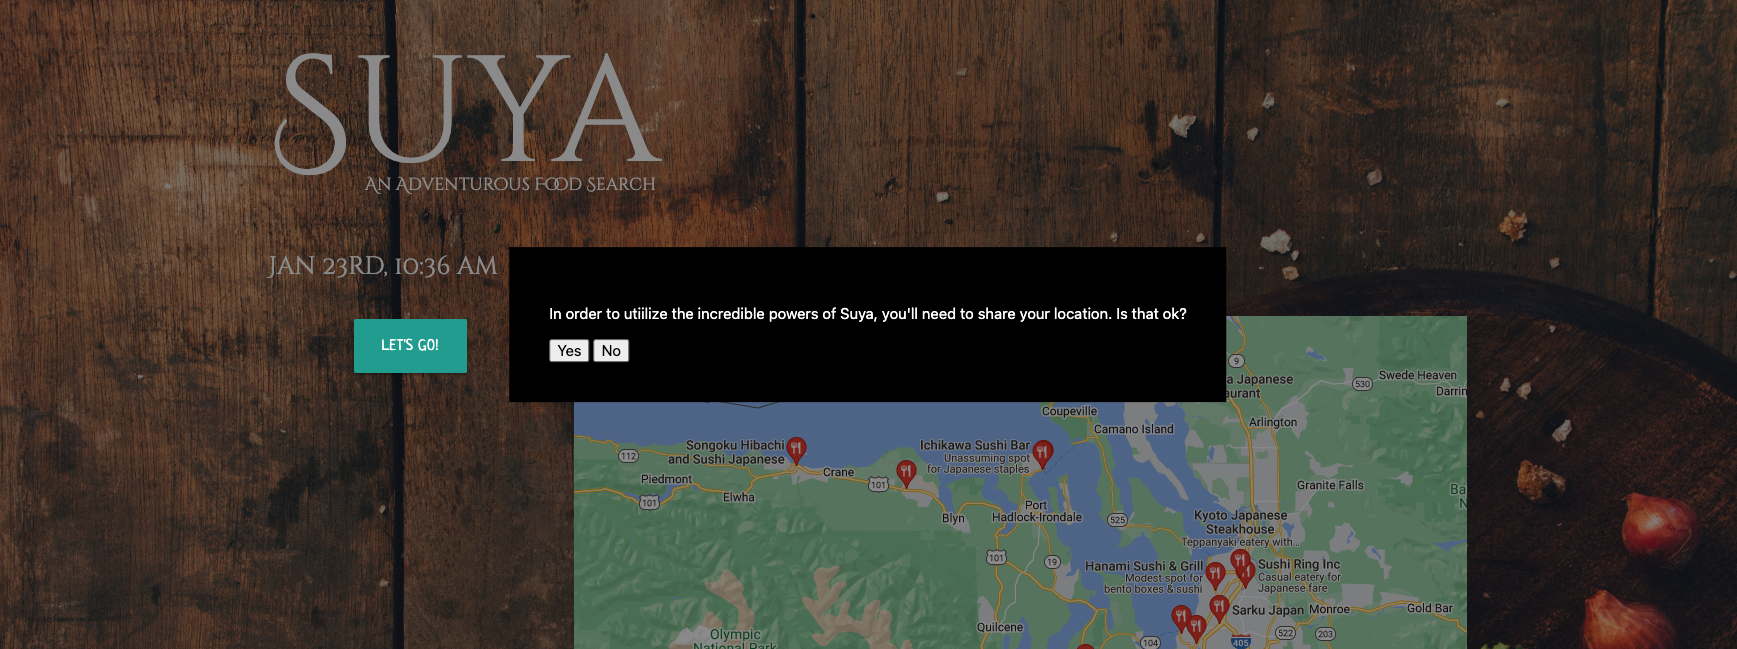 SUYA
AN ADVENTUROUS FOOD SEARCH
JAN 23RD, 10:36 AM
LET'S GO!
In order to utiilize the incredible powers of Suya, you'll need to share your location. Is that ok?
Yes No
9
a Japanese
aurant
530
Swede Heaven
Darrin
Coupeville
Camano Island
Arlington
Songoku Hibachi
and Sushi Japanese
112
Piedmont
101
Elwha
Crane
101
Ichikawa Sushi Bar
Unassuming spot
for Japanese staples
Blyn
Port
Hadlock-Irondale
525
Granite Falls
Ba
N
Kyoto Japanese
Steakhouse
Teppanyaki eatery with...
101
19
Hanami Sushi & Grill
Modest spot for
bento boxes & sushi
Sushi Ring Inc
Casual eatery for
Japanese fare
Sarku Japan
Monroe
Gold Bar
Quilcene
Olympic
National Park
104
405
522
203